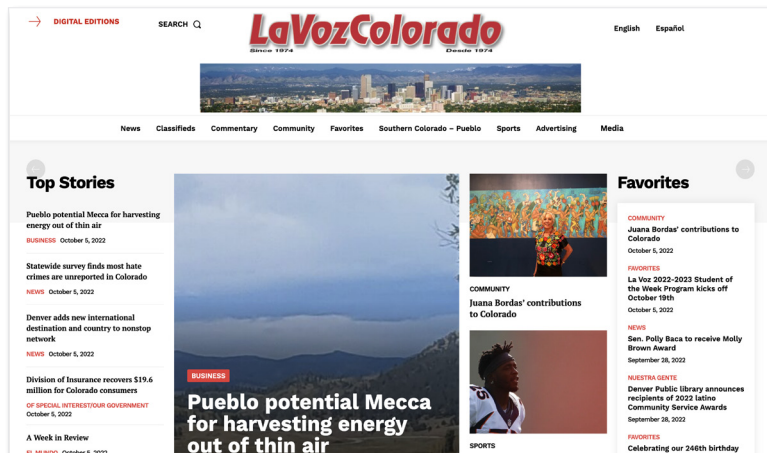 DIGITAL EDITIONS
SEARCH
LaVozColorado
Since 1974
Desde 1974
English
Español
News
Classifieds
Commentary
Community
Favorites
Southern Colorado – Pueblo
Sports
Advertising
Media
Top Stories
Pueblo potential Mecca for harvesting
energy out of thin air
BUSINESS October 5, 2022
Statewide survey finds most hate
crimes are unreported in Colorado
NEWS October 5, 2022
Denver adds new international
destination and country to nonstop
network
NEWS October 5, 2022
Division of Insurance recovers $19.6
million for Colorado consumers
OF SPECIAL INTEREST/OUR GOVERNMENT
October 5, 2022
A Week in Review
EL MUNDO October 5, 2022
BUSINESS
Pueblo potential Mecca
for harvesting energy
out of thin air
COMMUNITY
Juana Bordas' contributions
to Colorado
SPORTS
Favorites
COMMUNITY
Juana Bordas' contributions to
Colorado
October 5, 2022
FAVORITES
La Voz 2022-2023 Student of
the Week Program kicks off
October 19th
October 5, 2022
NEWS
Sen. Polly Baca to receive Molly
Brown Award
September 28, 2022
NUESTRA GENTE
Denver Public library announces
recipients of 2022 latino
Community Service Awards
September 28, 2022
FAVORITES
Celebrating our 246th birthday